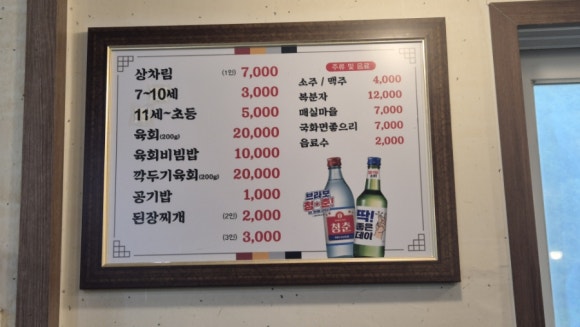 상차림 (1인) 7,000
7~10세 3,000
11세~초등 5,000
육회(200g) 20,000
육회비빔밥 10,000
깍두기육회(200g) 20,000
공기밥 1,000
된장찌개 (2인) 2,000
(3인) 3,000
주류 및 음료
소주 / 맥주 4,000
복분자 12,000
매실마을 7,000
국화면좋으리 7,000
음료수 2,000
브라보
청춘!
청춘
딱!
좋은
데이